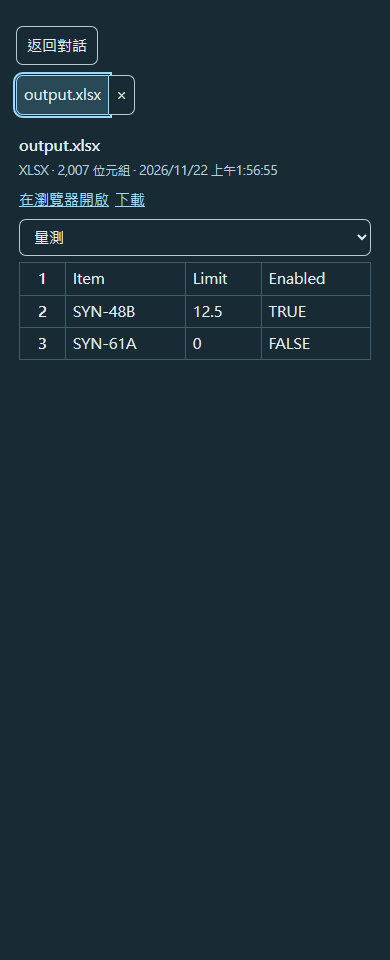 返回對話
output.xlsx ×
output.xlsx
XLSX · 2,007 位元組 · 2026/11/22 上午1:56:55
在瀏覽器開啟 下載
量測
1 Item Limit Enabled
2 SYN-48B 12.5 TRUE
3 SYN-61A 0 FALSE